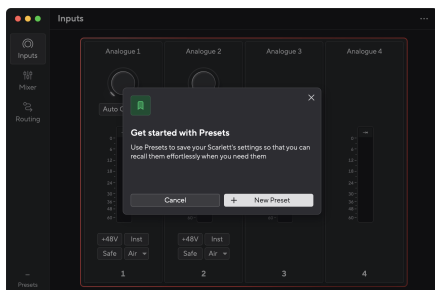 Inputs
...
Inputs
Mixer
Routing
Presets
Analogue 1
Analogue 2
Analogue 3
Analogue 4
Auto
Get started with Presets
Use Presets to save your Scarlett's settings so that you can
recall them effortlessly when you need them
Cancel
+ New Preset
+48V Inst
+48V Inst
Safe Air
Safe Air
1
2
3
4